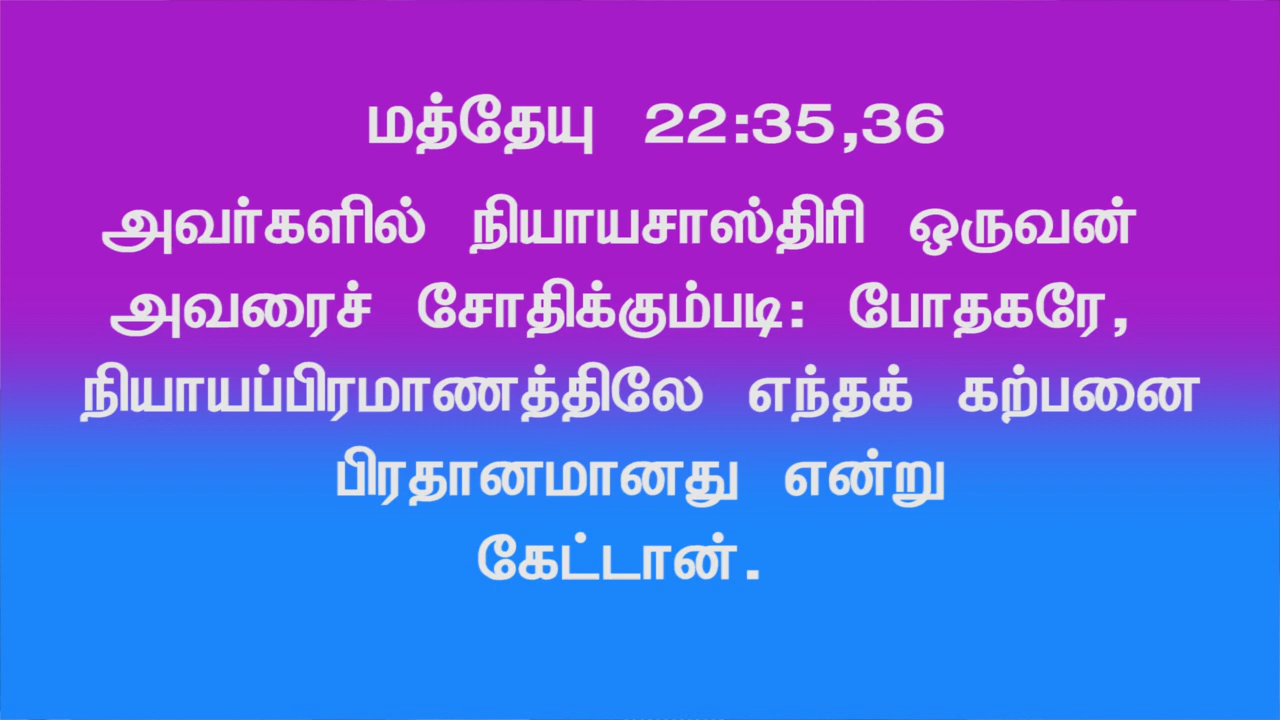 மத்தேயு 22:35,36
அவர்களில் நியாயசாஸ்திரி ஒருவன்
அவரைச் சோதிக்கும்படி: போதகரே,
நியாயப்பிரமாணத்திலே எந்தக் கற்பனை
பிரதானமானது என்று
கேட்டான்.